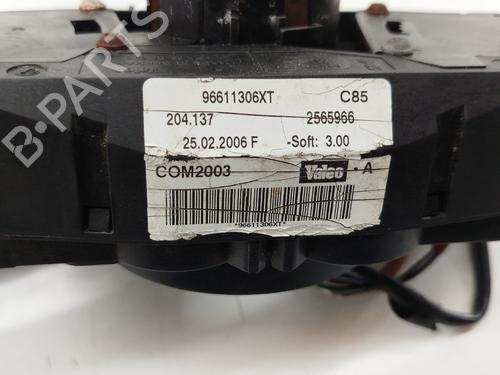 96611306XT C85
204.137 2565966
25.02.2006 F -Soft: 3.00
COM2003 Valeo · A
*96611306XT*
B-PARTS